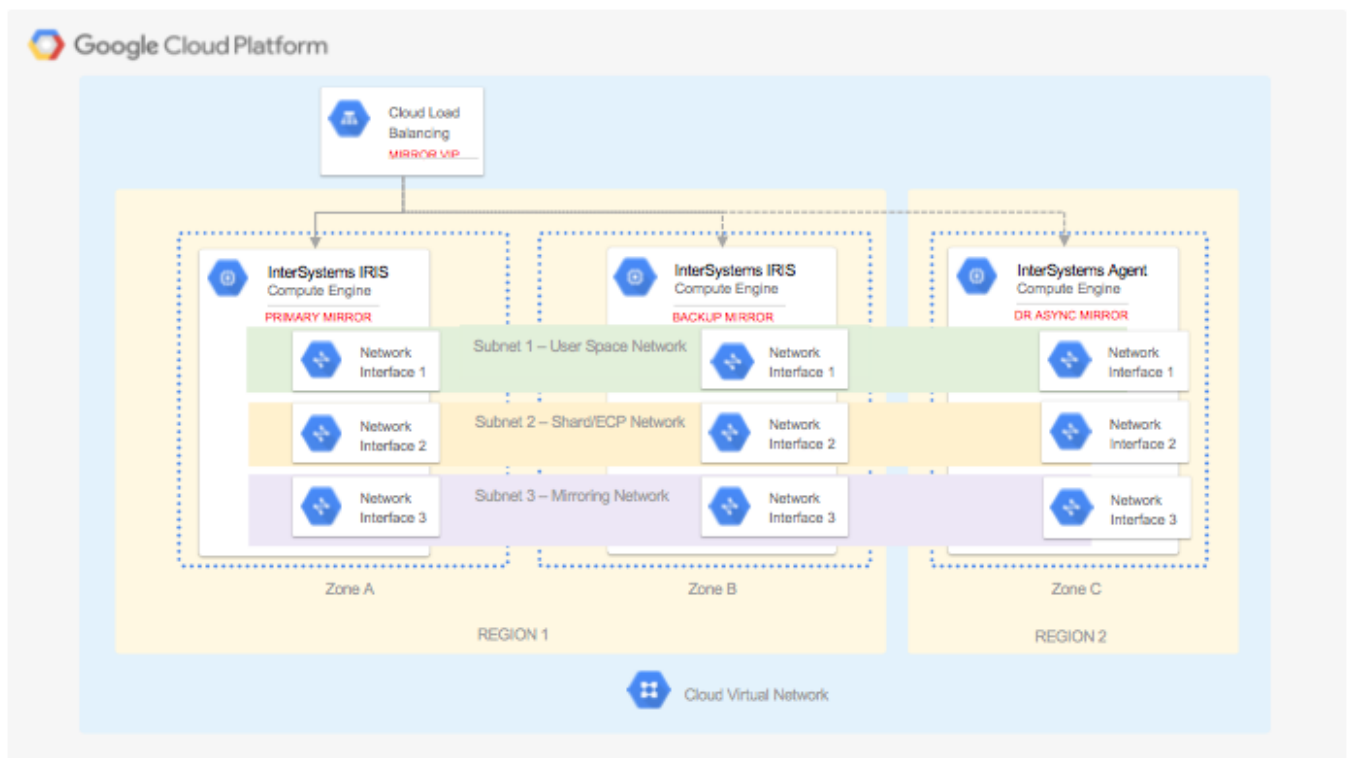 Google Cloud Platform
Cloud Load
Balancing
MIRROR VIP
InterSystems IRIS
Compute Engine
PRIMARY MIRROR
InterSystems IRIS
Compute Engine
BACKUP MIRROR
InterSystems Agent
Compute Engine
DR ASYNC MIRROR
Subnet 1 – User Space Network
Network
Interface 1
Network
Interface 1
Network
Interface 1
Subnet 2 – Shard/ECP Network
Network
Interface 2
Network
Interface 2
Network
Interface 2
Subnet 3 – Mirroring Network
Network
Interface 3
Network
Interface 3
Network
Interface 3
Zone A
Zone B
Zone C
REGION 1
REGION 2
Cloud Virtual Network